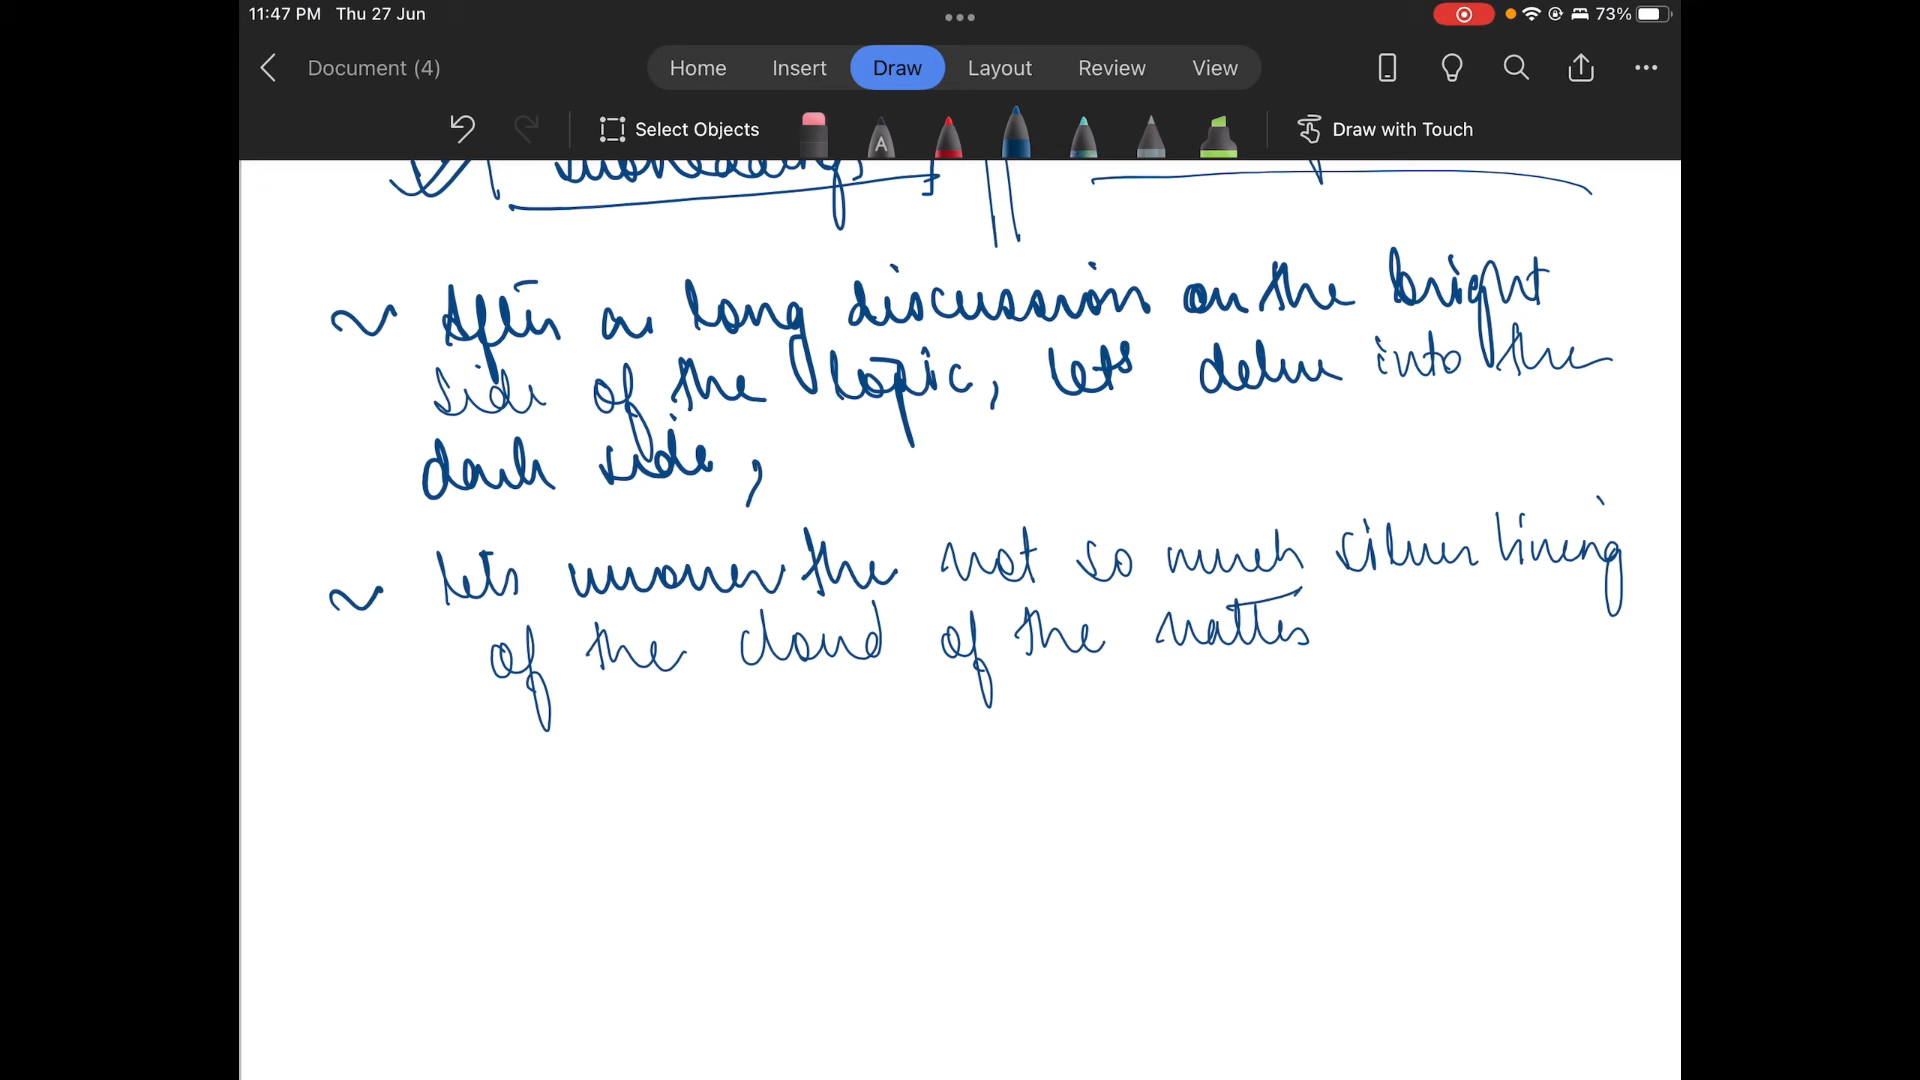 11:47 PM Thu 27 Jun 73%
Document (4) Home Insert Draw Layout Review View
Select Objects A Draw with Touch
subheadings
~ After a long discussion on the bright
side of the topic, lets delve into the
dark side,
~ lets uncover the not so much silver lining
of the cloud of the matter